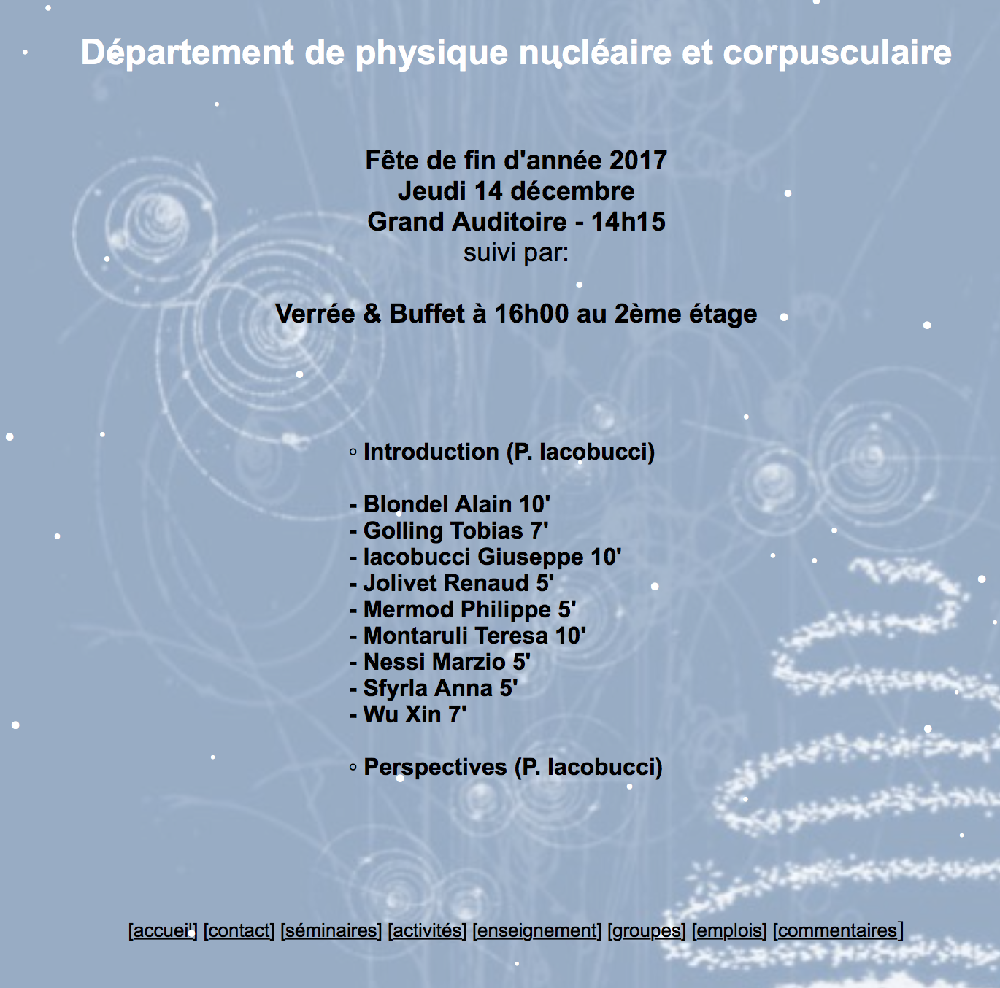 Département de physique nucléaire et corpusculaire
Fête de fin d'année 2017
Jeudi 14 décembre
Grand Auditoire - 14h15
suivi par:
Verrée & Buffet à 16h00 au 2ème étage
◦ Introduction (P. Iacobucci)
- Blondel Alain 10'
- Golling Tobias 7'
- Iacobucci Giuseppe 10'
- Jolivet Renaud 5'
- Mermod Philippe 5'
- Montaruli Teresa 10'
- Nessi Marzio 5'
- Sfyrla Anna 5'
- Wu Xin 7'
◦ Perspectives (P. Iacobucci)
[accueil] [contact] [séminaires] [activités] [enseignement] [groupes] [emplois] [commentaires]